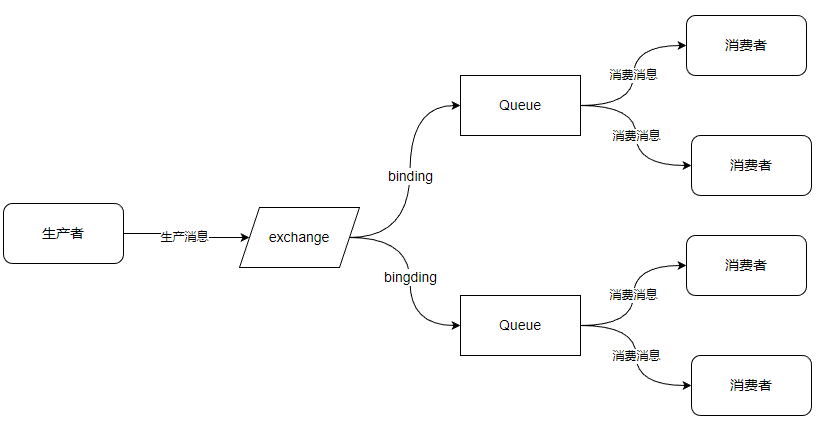 消费者
消费消息
Queue
消费消息
消费者
binding
生产者
生产消息
exchange
消费者
bingding
消费消息
Queue
消费消息
消费者